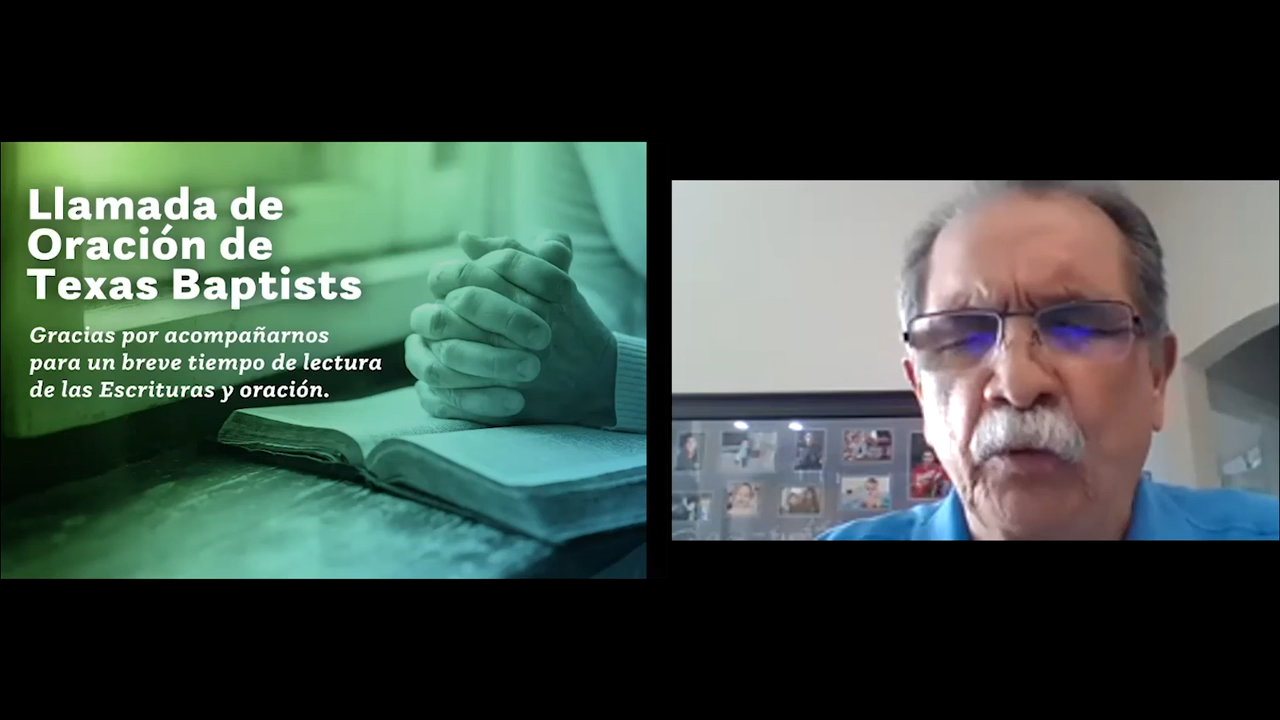 Llamada de
Oración de
Texas Baptists
Gracias por acompañarnos
para un breve tiempo de lectura
de las Escrituras y oración.